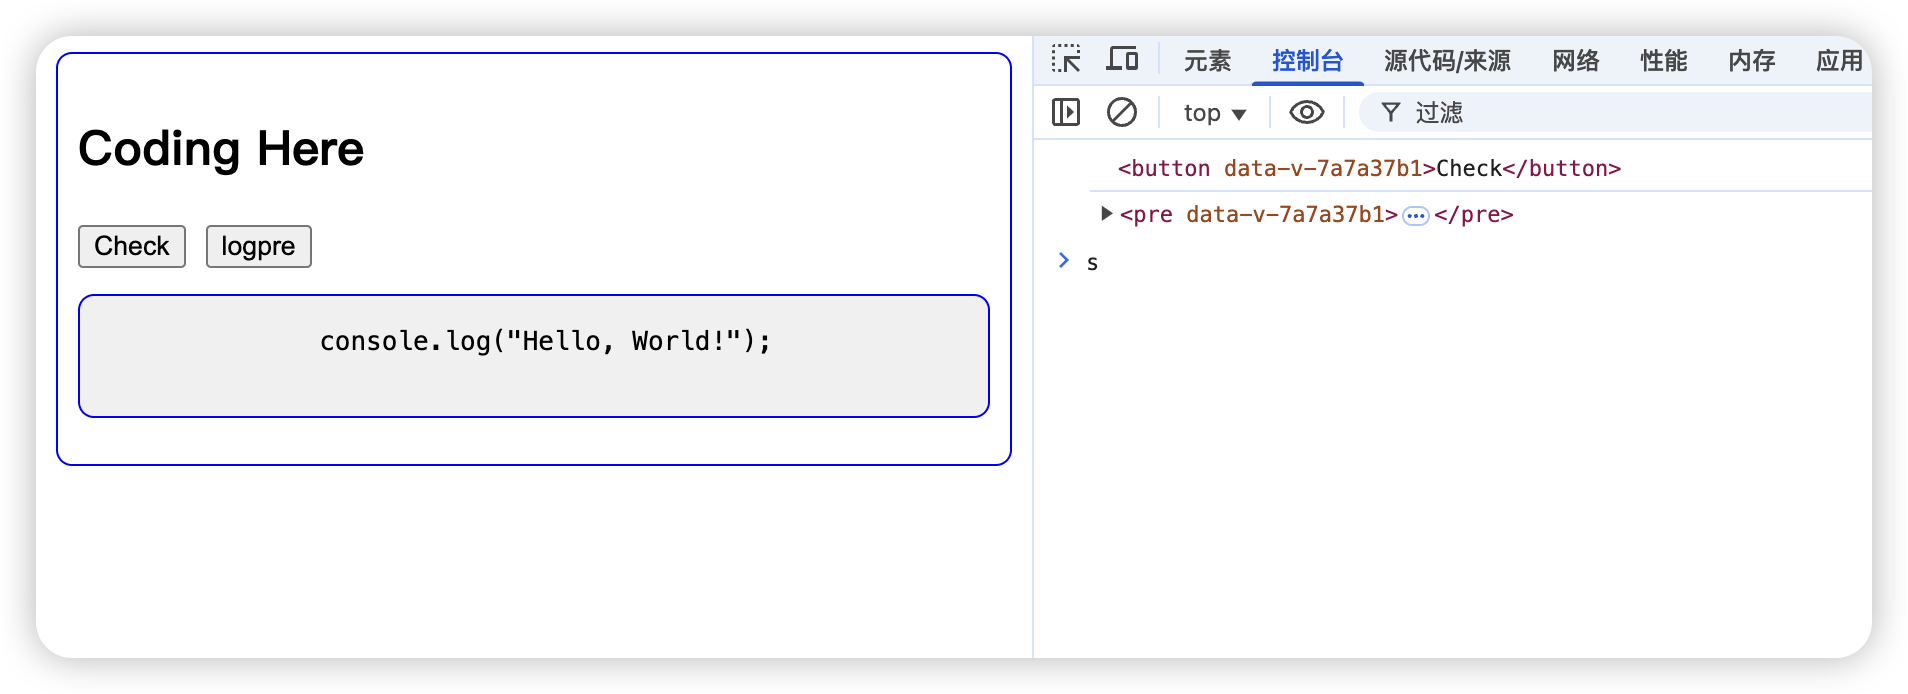 Coding Here
Check logpre
console.log("Hello, World!");
元素 控制台 源代码/来源 网络 性能 内存 应用
top 过滤
<button data-v-7a7a37b1>Check</button>
<pre data-v-7a7a37b1>…</pre>
s